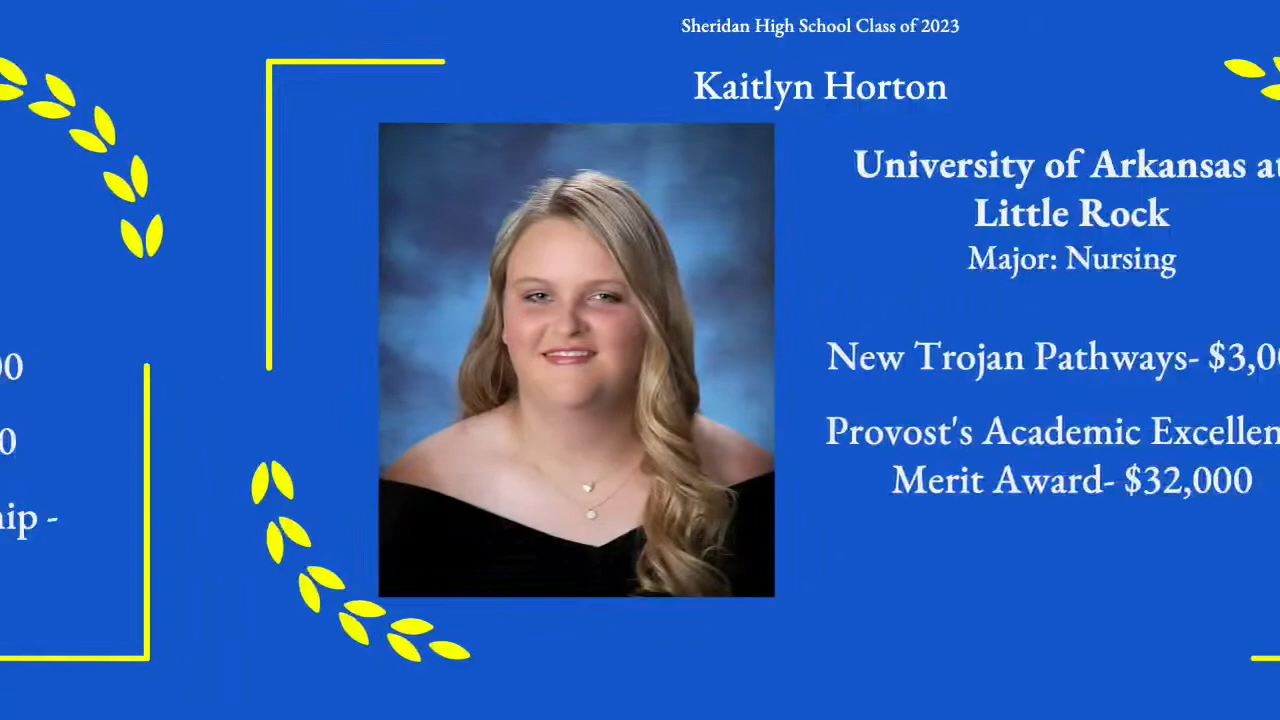 Sheridan High School Class of 2023
Kaitlyn Horton
University of Arkansas at
Little Rock
Major: Nursing
New Trojan Pathways- $3,00
Provost's Academic Excellen
Merit Award- $32,000
00
0
hip -